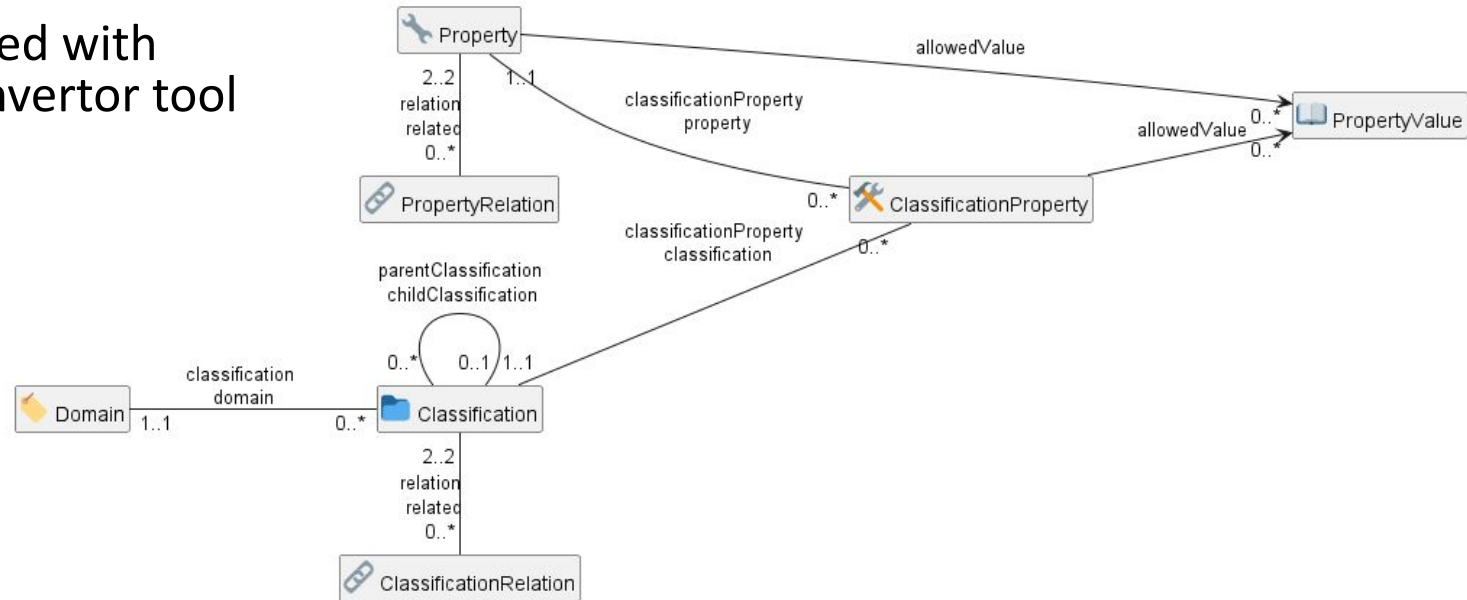 ed with
nvertor tool
Property
allowedValue
2..2
1..1
relation
related
0..*
classificationProperty
property
0..*
PropertyValue
allowedValue
0..*
PropertyRelation
0..*
ClassificationProperty
classificationProperty
classification
0..*
parentClassification
childClassification
0..*
0..1
1..1
classification
domain
Domain
1..1
0..*
Classification
2..2
relation
related
0..*
ClassificationRelation